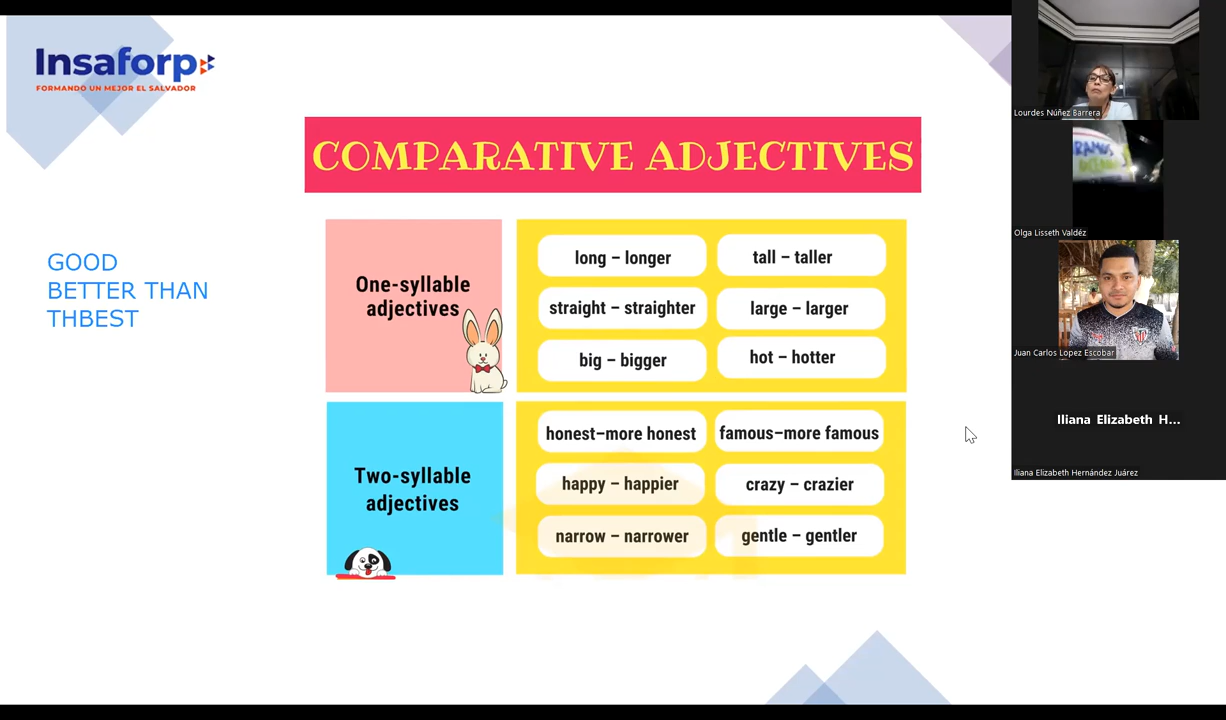 Insaforp
FORMANDO UN MEJOR EL SALVADOR
COMPARATIVE ADJECTIVES
GOOD
BETTER THAN
THBEST
One-syllable
adjectives
long – longer
tall – taller
straight – straighter
large – larger
big – bigger
hot – hotter
Two-syllable
adjectives
honest–more honest
famous–more famous
happy – happier
crazy – crazier
narrow – narrower
gentle – gentler
Lourdes Núñez Barrera
Olga Lisseth Valdéz
Juan Carlos Lopez Escobar
Iliana Elizabeth H...
Iliana Elizabeth Hernández Juárez